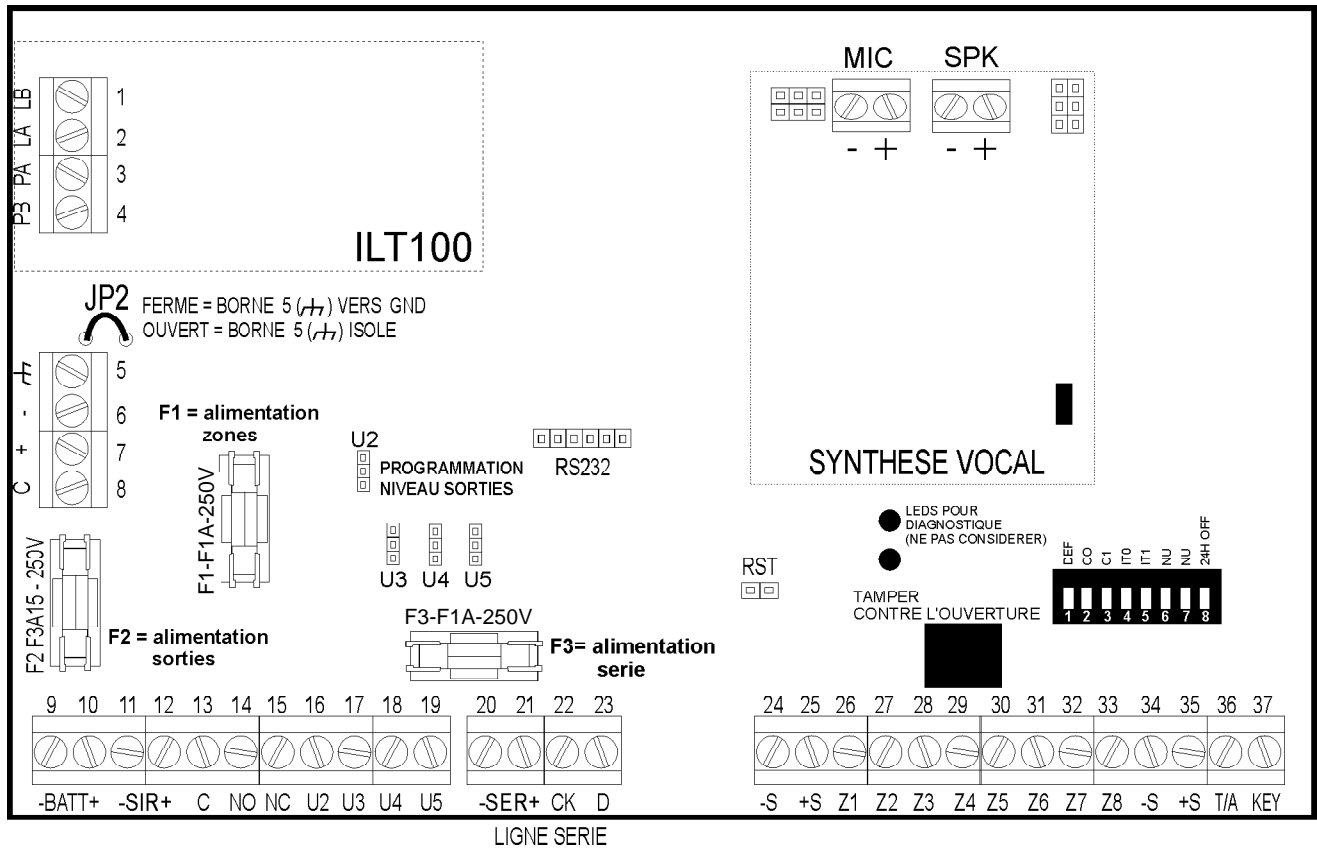 MIC SPK
- + - +
LB 1
LA 2
PA 3
PB 4
ILT100
JP2
FERME = BORNE 5 ( ) VERS GND
OUVERT = BORNE 5 ( ) ISOLE
5
- 6
+ 7
C 8
F1 = alimentation
zones
F1-F1A-250V
U2
PROGRAMMATION
NIVEAU SORTIES
RS232
SYNTHESE VOCAL
LEDS POUR
DIAGNOSTIQUE
(NE PAS CONSIDERER)
DEF CO C1 IT0 IT1 NU NU 24H OFF
1 2 3 4 5 6 7 8
RST
U3 U4 U5
TAMPER
CONTRE L'OUVERTURE
F2 F3A15 - 250V
F2 = alimentation
sorties
F3-F1A-250V
F3= alimentation
serie
9 10 11 12 13 14 15 16 17 18 19 20 21 22 23 24 25 26 27 28 29 30 31 32 33 34 35 36 37
-BATT+ -SIR+ C NO NC U2 U3 U4 U5 -SER+ CK D -S +S Z1 Z2 Z3 Z4 Z5 Z6 Z7 Z8 -S +S T/A KEY
LIGNE SERIE